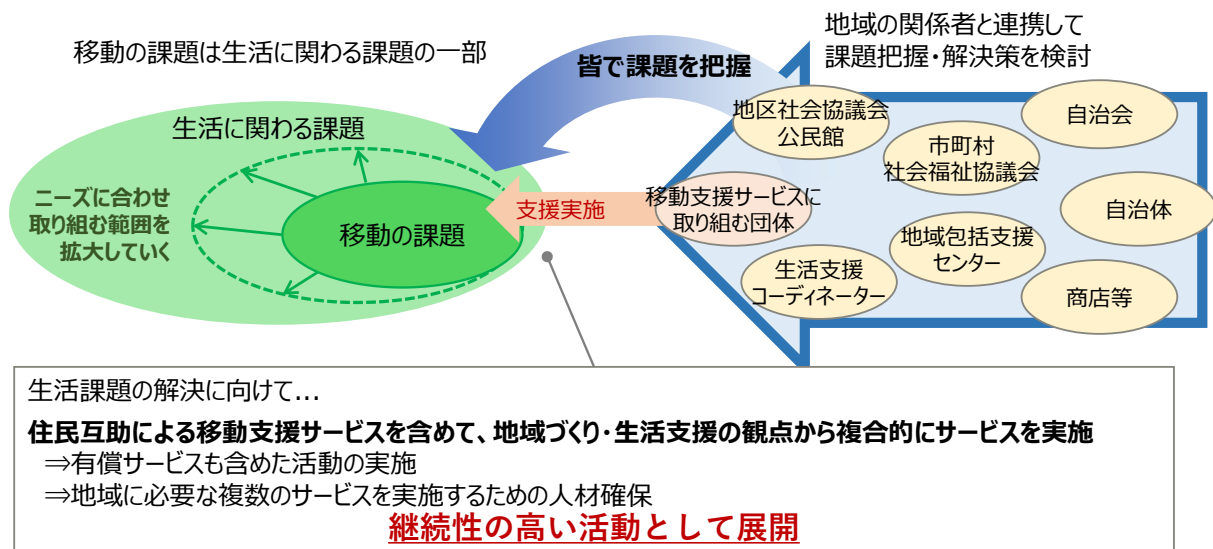 移動の課題は生活に関わる課題の一部
地域の関係者と連携して
課題把握・解決策を検討
皆で課題を把握
生活に関わる課題
ニーズに合わせ
取り組む範囲を
拡大していく
移動の課題
支援実施
移動支援サービスに
取り組む団体
地区社会協議会
公民館
市町村
社会福祉協議会
自治会
自治体
地域包括支援
センター
生活支援
コーディネーター
商店等
生活課題の解決に向けて…
住民互助による移動支援サービスを含めて、地域づくり・生活支援の観点から複合的にサービスを実施
⇒有償サービスも含めた活動の実施
⇒地域に必要な複数のサービスを実施するための人材確保
継続性の高い活動として展開